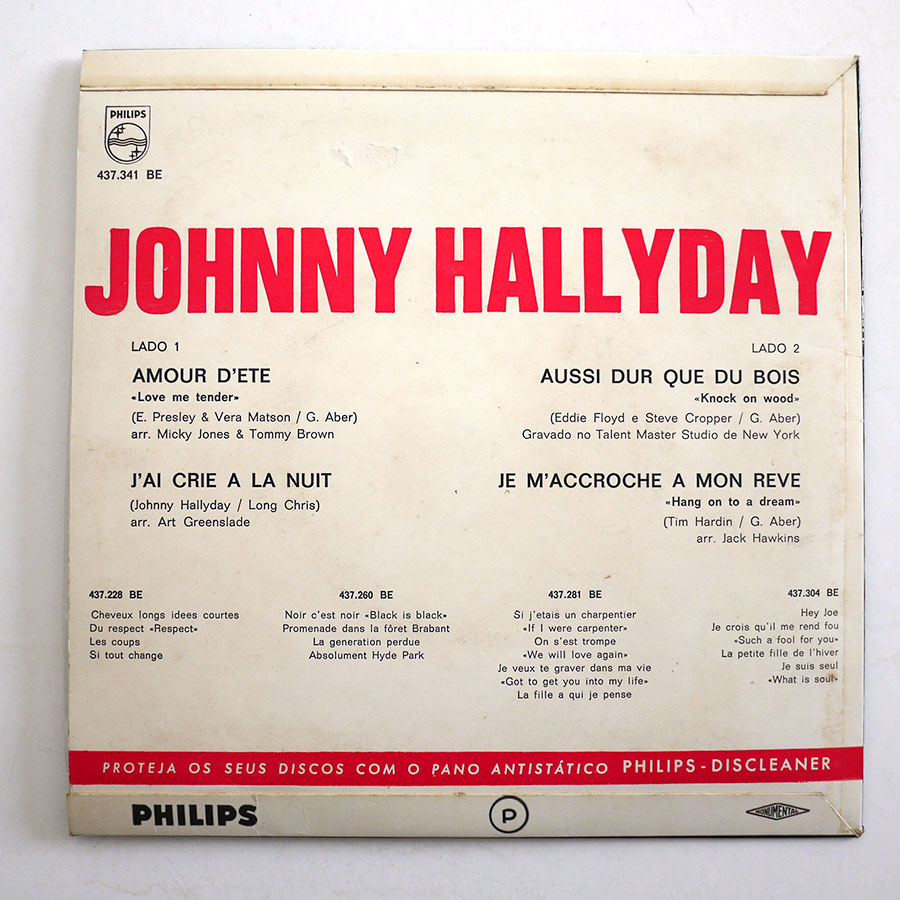 PHILIPS
437.341 BE
JOHNNY HALLYDAY
LADO 1
AMOUR D'ETE
«Love me tender»
(E. Presley & Vera Matson / G. Aber)
arr. Micky Jones & Tommy Brown
J'AI CRIE A LA NUIT
(Johnny Hallyday / Long Chris)
arr. Art Greenslade
LADO 2
AUSSI DUR QUE DU BOIS
«Knock on wood»
(Eddie Floyd e Steve Cropper / G. Aber)
Gravado no Talent Master Studio de New York
JE M'ACCROCHE A MON REVE
«Hang on to a dream»
(Tim Hardin / G. Aber)
arr. Jack Hawkins
437.228 BE
Cheveux longs idees courtes
Du respect «Respect»
Les coups
Si tout change
437.260 BE
Noir c'est noir «Black is black»
Promenade dans la fôret Brabant
La generation perdue
Absolument Hyde Park
437.281 BE
Si j'etais un charpentier
«If I were carpenter»
On s'est trompe
«We will love again»
Je veux te graver dans ma vie
«Got to get you into my life»
La fille a qui je pense
437.304 BE
Hey Joe
Je crois qu'il me rend fou
«Such a fool for you»
La petite fille de l'hiver
Je suis seul
«What is soul»
PROTEJA OS SEUS DISCOS COM O PANO ANTISTÁTICO PHILIPS - DISCLEANER
PHILIPS
P
MONUMENTAL